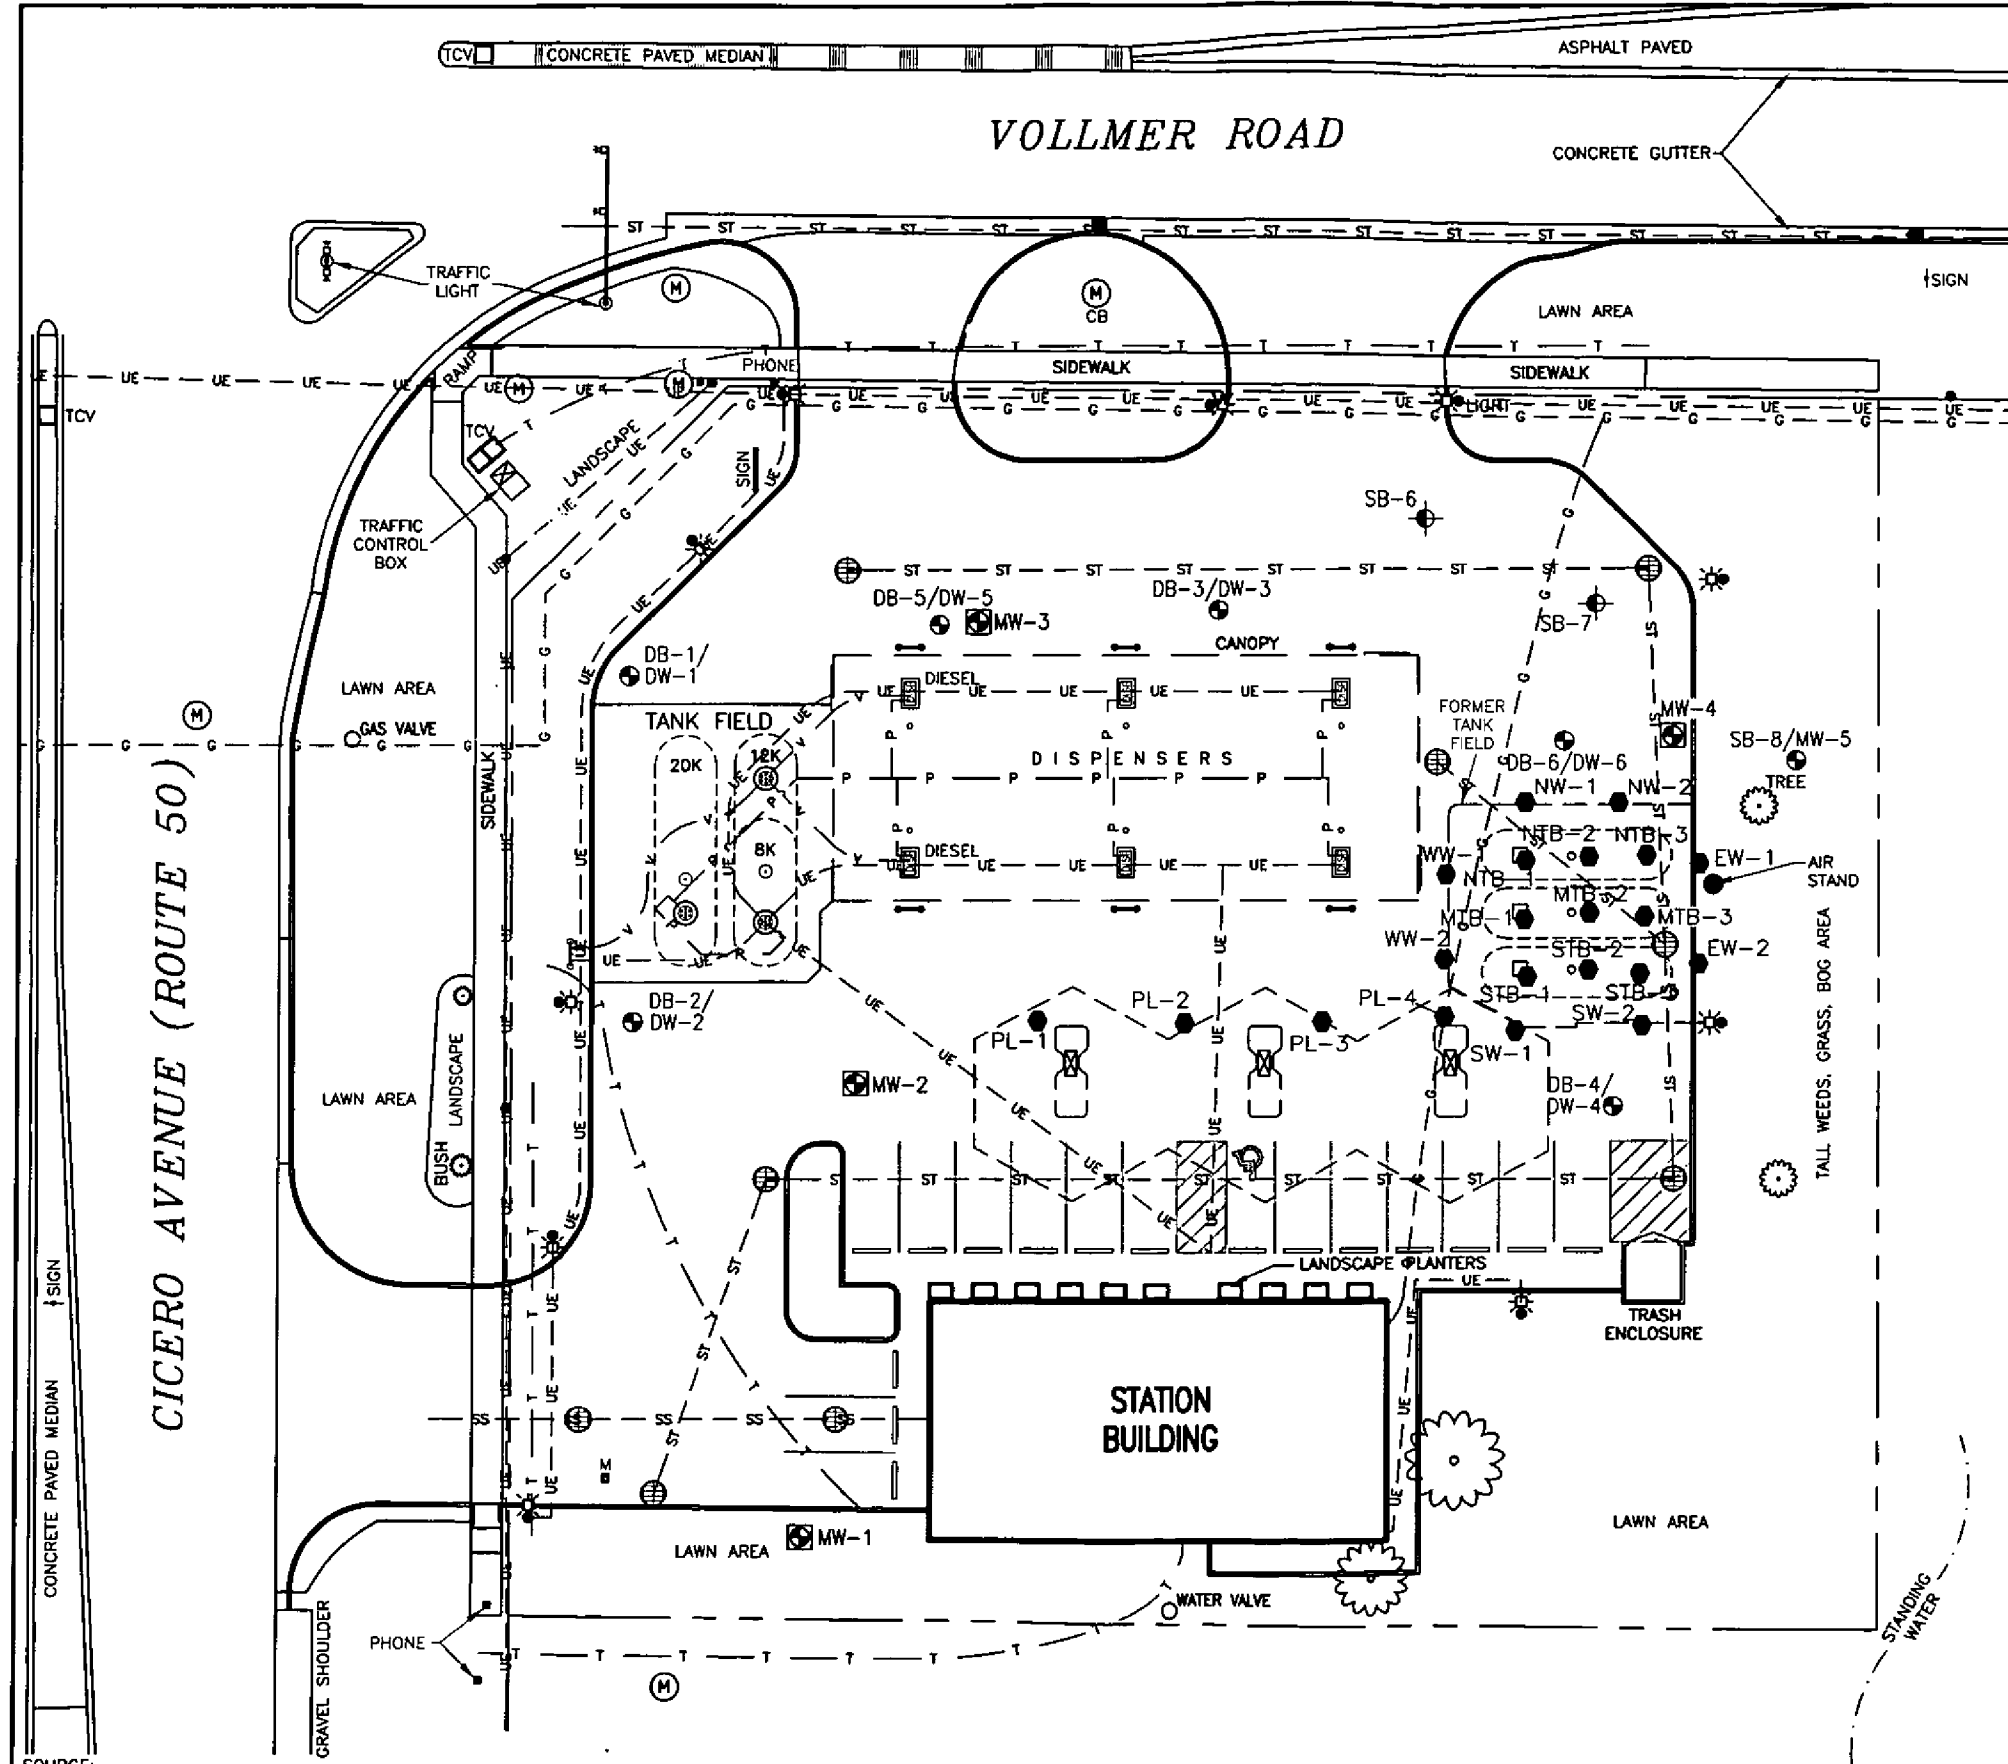 TCV
CONCRETE PAVED MEDIAN
ASPHALT PAVED
VOLLMER ROAD
CONCRETE GUTTER
TRAFFIC
LIGHT
M
M
CB
SIGN
LAWN AREA
RAMP
PHONE
SIDEWALK
SIDEWALK
M
M
LIGHT
TCV
TCV
LANDSCAPE
SIGN
TRAFFIC
CONTROL
BOX
SB-6
DB-5/DW-5
MW-3
DB-3/DW-3
SB-7
CANOPY
DB-1/
DW-1
LAWN AREA
DIESEL
M
GAS VALVE
TANK FIELD
20K
12K
8K
DISPENSERS
FORMER
TANK
FIELD
MW-4
DB-6/DW-6
SB-8/MW-5
TREE
NW-1
NW-2
SIDEWALK
CICERO AVENUE (ROUTE 50)
DIESEL
NTB-2
NTB-3
EW-1
AIR
STAND
MTB-2
MTB-1
MTB-3
WW-2
STB-2
EW-2
STB-1
SW-2
TALL WEEDS, GRASS, BOG AREA
DB-2/
DW-2
PL-1
PL-2
PL-3
PL-4
SW-1
MW-2
DB-4/
DW-4
LAWN AREA
BUSH
LANDSCAPE
LANDSCAPE PLANTERS
TRASH
ENCLOSURE
SIGN
CONCRETE PAVED MEDIAN
STATION
BUILDING
M
MW-1
LAWN AREA
LAWN AREA
WATER VALVE
STANDING
WATER
PHONE
GRAVEL SHOULDER
M